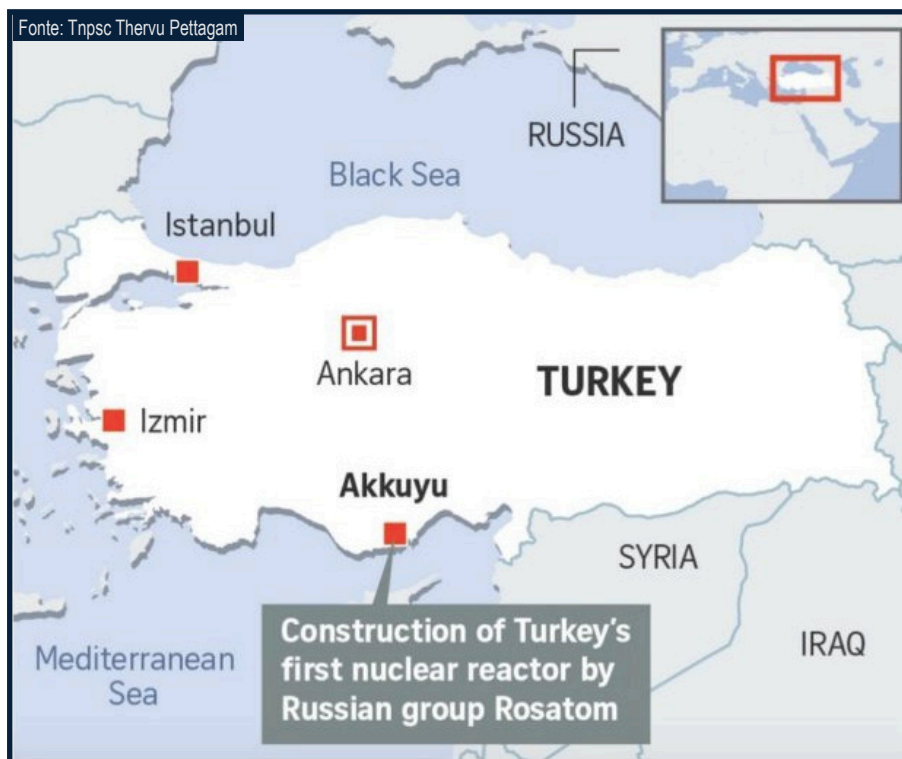 Fonte: Tnpsc Thervu Pettagam
RUSSIA
Black Sea
Istanbul
Ankara
TURKEY
Izmir
Akkuyu
SYRIA
Construction of Turkey's
first nuclear reactor by
Russian group Rosatom
IRAQ
Mediterranean
Sea